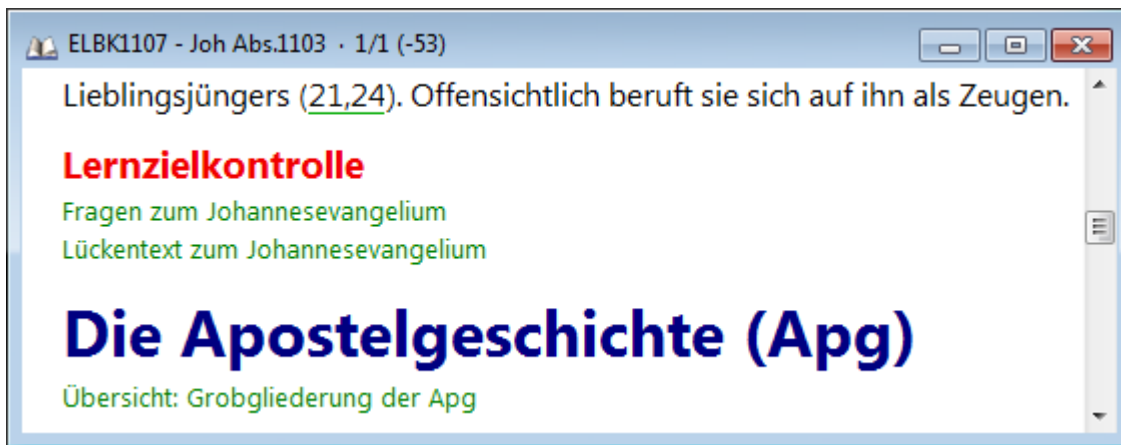 ELBK1107 - Joh Abs.1103 · 1/1 (-53)
Lieblingsjüngers (21,24). Offensichtlich beruft sie sich auf ihn als Zeugen.
Lernzielkontrolle
Fragen zum Johannesevangelium
Lückentext zum Johannesevangelium
Die Apostelgeschichte (Apg)
Übersicht: Grobgliederung der Apg